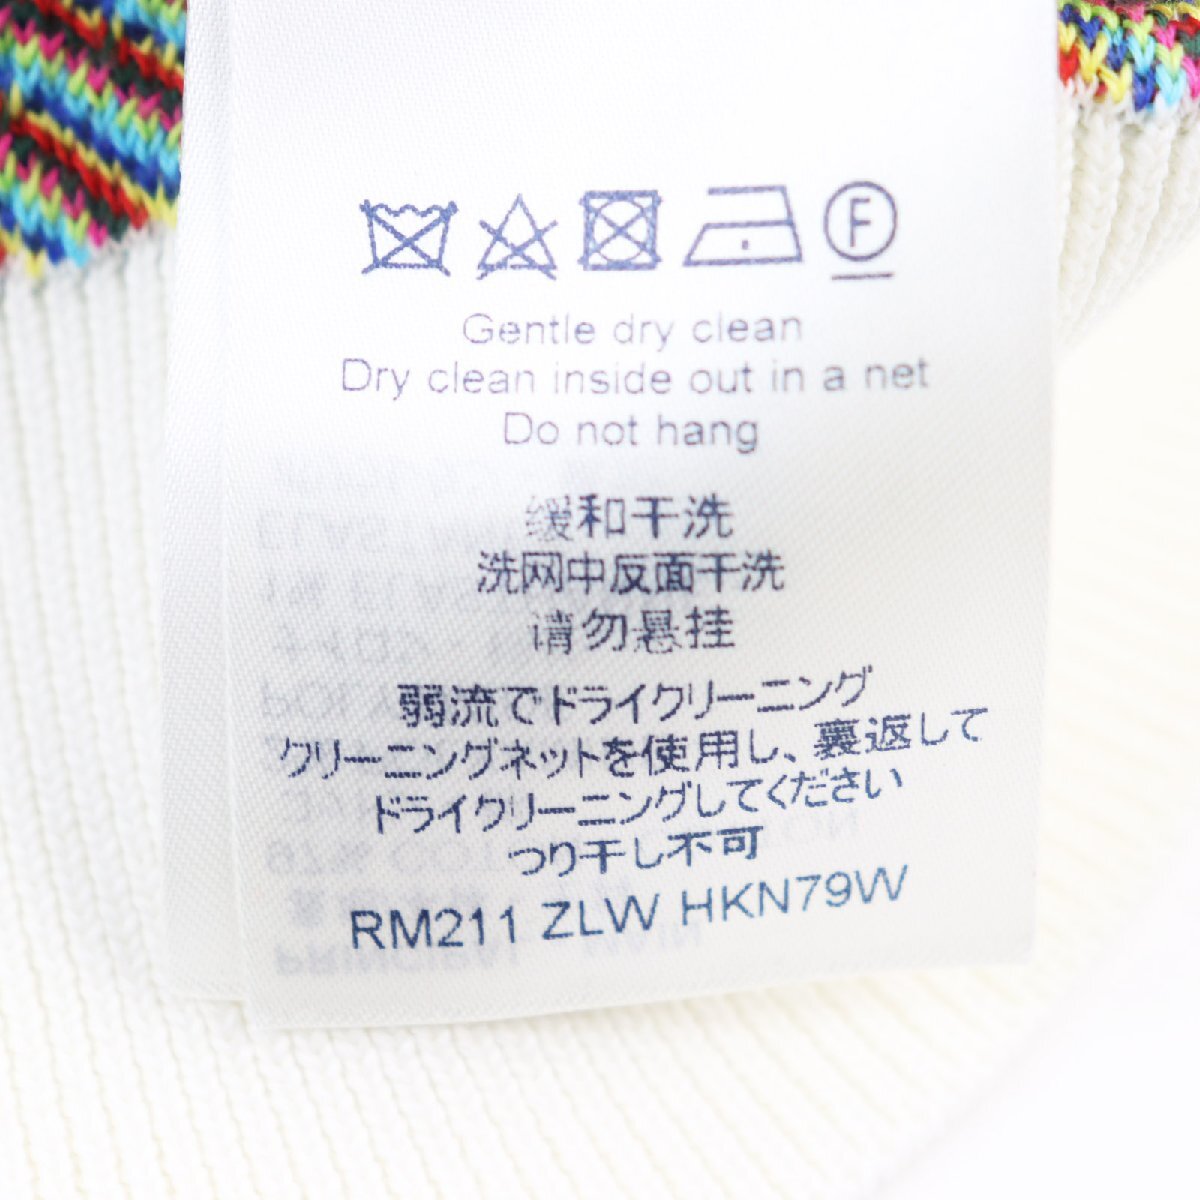 F
Gentle dry clean
Dry clean inside out in a net
Do not hang
缓和干洗
洗网中反面干洗
请勿悬挂
弱流でドライクリーニング
クリーニングネットを使用し、裏返して
ドライクリーニングしてください
つり干し不可
RM211 ZLW HKN79W